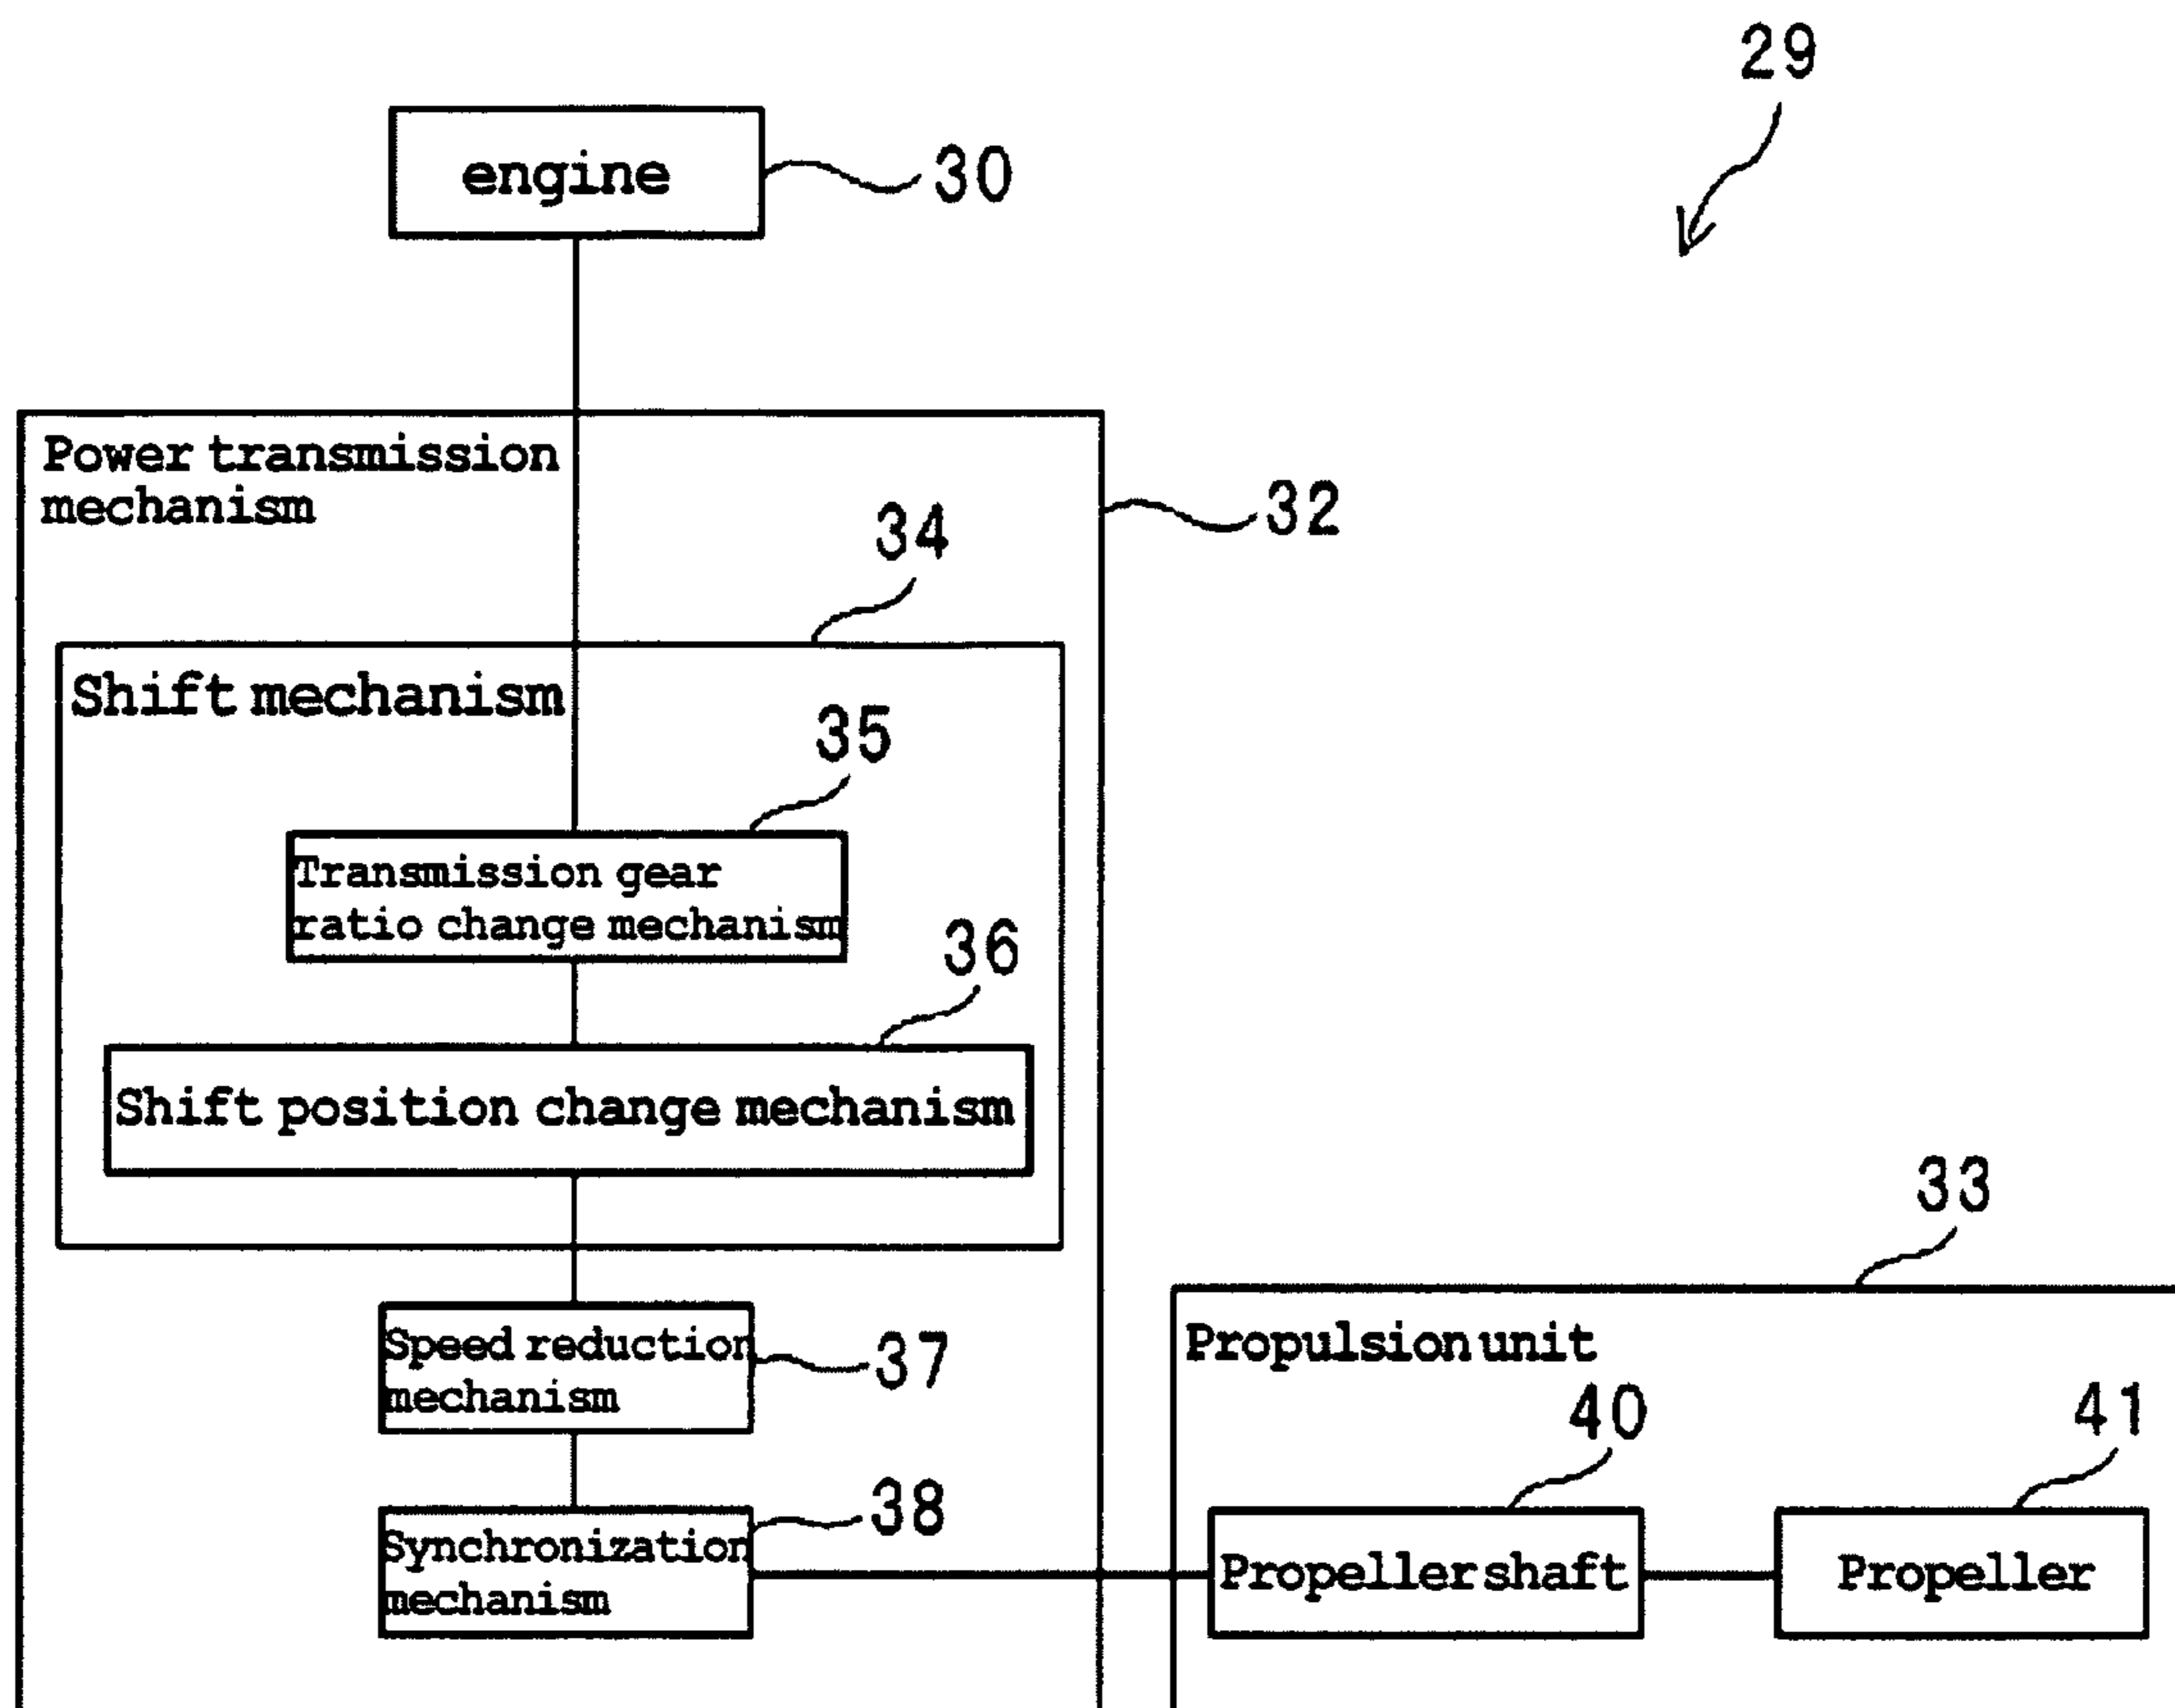 29
engine
30
Power transmission
mechanism
32
34
Shift mechanism
35
Transmission gear
ratio change mechanism
36
Shift position change mechanism
33
Speed reduction
mechanism
37
Propulsion unit
40
41
38
Synchronization
mechanism
Propeller shaft
Propeller